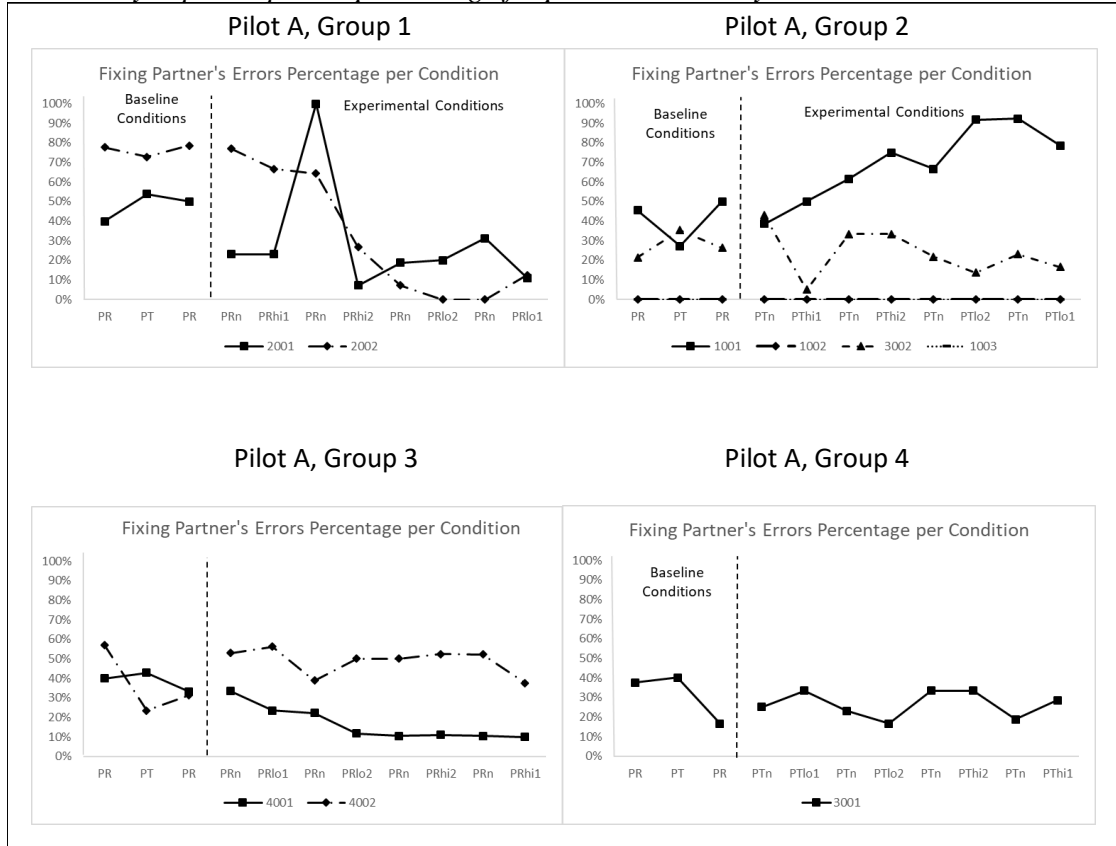 Pilot A, Group 1
Fixing Partner's Errors Percentage per Condition
Baseline
Conditions
Experimental Conditions
100%
90%
80%
70%
60%
50%
40%
30%
20%
10%
0%
PR PT PR PRn PRhi1 PRn PRhi2 PRn PRlo2 PRn PRlo1
2001 2002
Pilot A, Group 2
Fixing Partner's Errors Percentage per Condition
Baseline
Conditions
Experimental Conditions
100%
90%
80%
70%
60%
50%
40%
30%
20%
10%
0%
PR PT PR PTn PThi1 PTn PThi2 PTn PTlo2 PTn PTlo1
1001 1002 3002 1003
Pilot A, Group 3
Fixing Partner's Errors Percentage per Condition
100%
90%
80%
70%
60%
50%
40%
30%
20%
10%
0%
PR PT PR PRn PRlo1 PRn PRlo2 PRn PRhi2 PRn PRhi1
4001 4002
Pilot A, Group 4
Fixing Partner's Errors Percentage per Condition
Baseline
Conditions
100%
90%
80%
70%
60%
50%
40%
30%
20%
10%
0%
PR PT PR PTn PTlo1 PTn PTlo2 PTn PThi2 PTn PThi1
3001